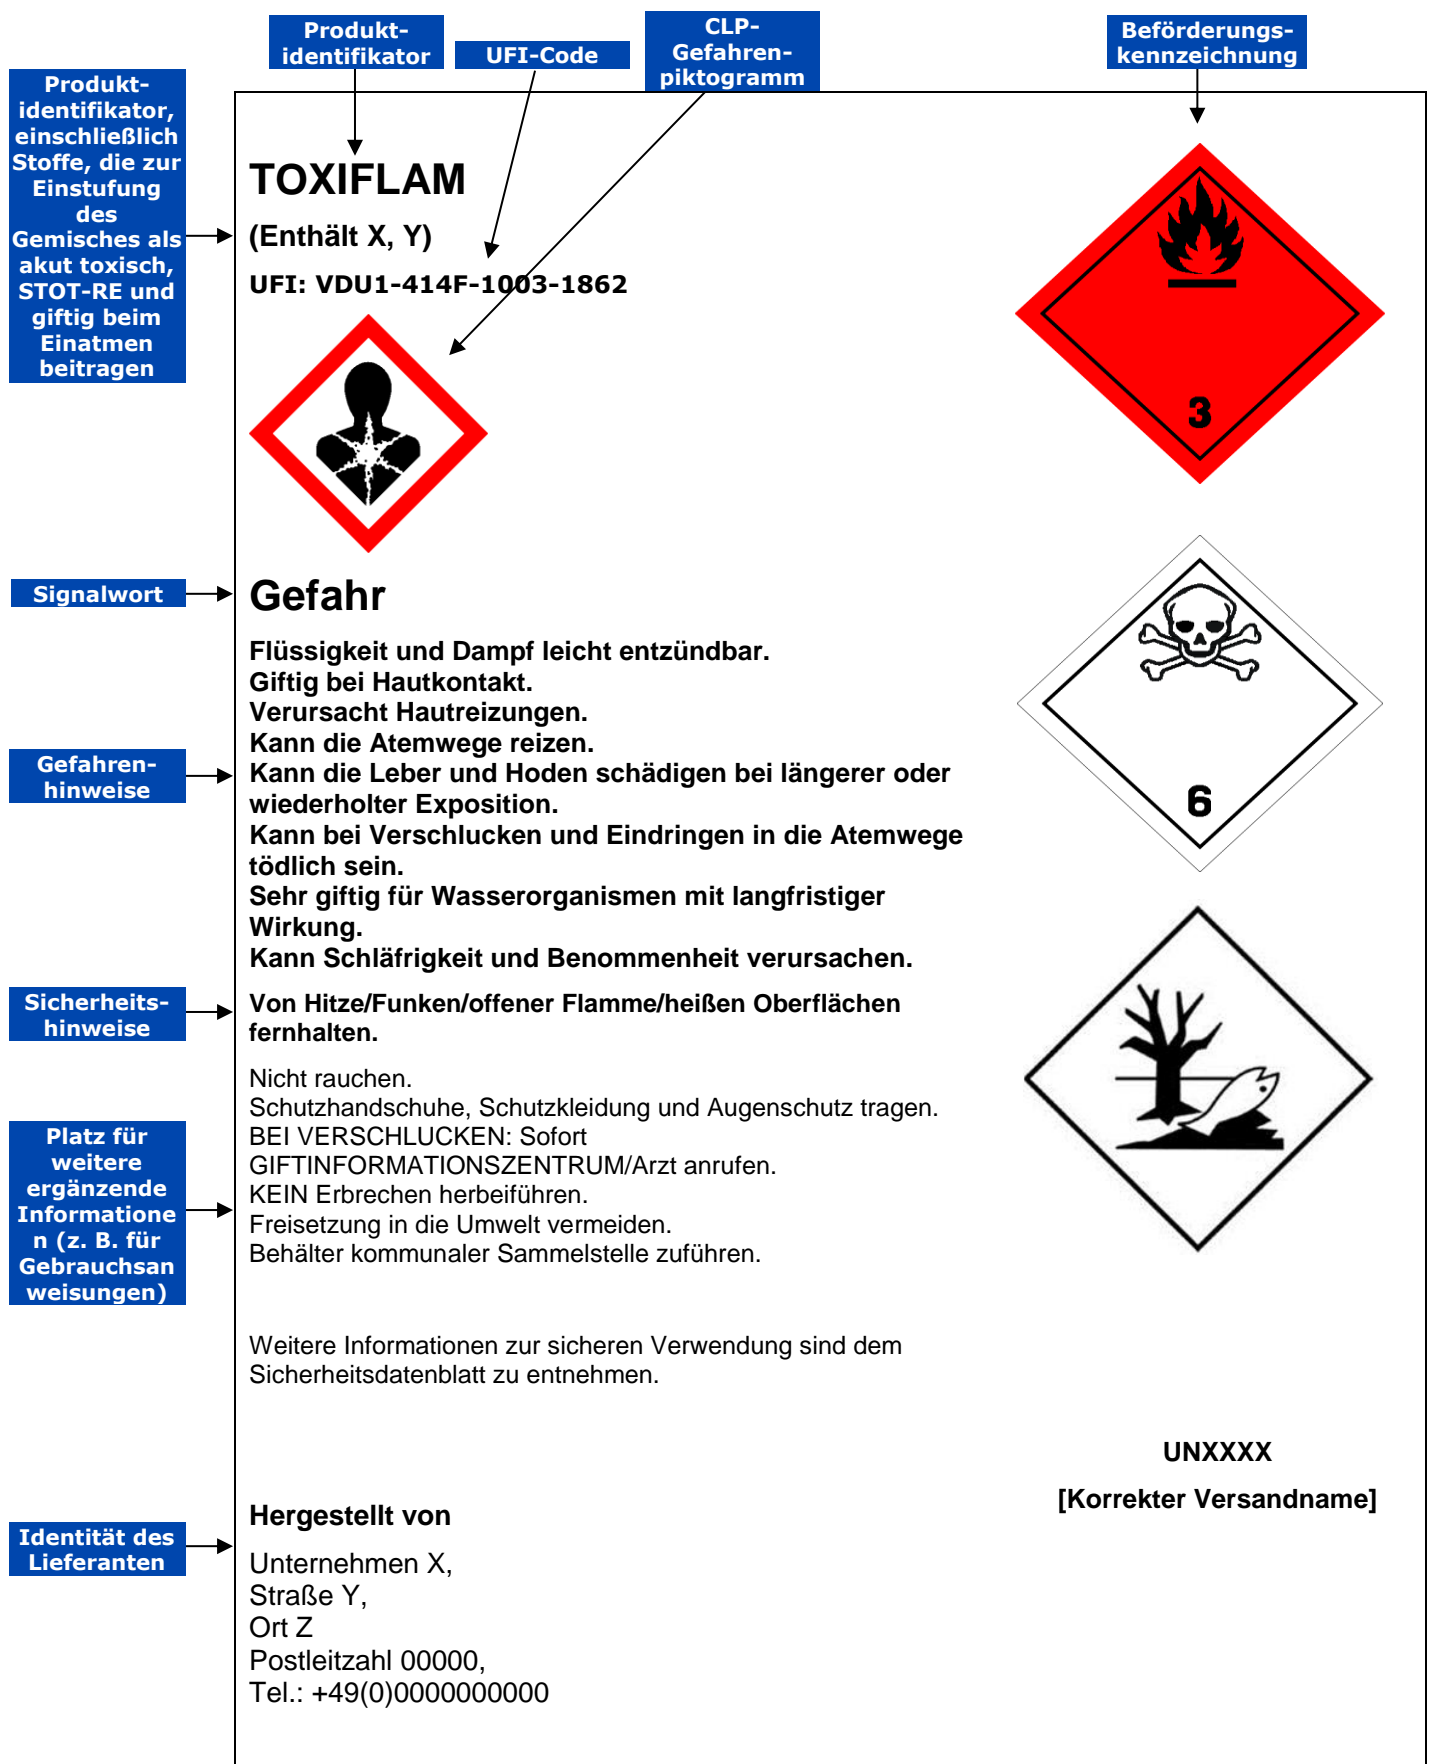 Produkt-
identifikator
UFI-Code
CLP-
Gefahren-
piktogramm
Beförderungs-
kennzeichnung
Produkt-
identifikator,
einschließlich
Stoffe, die zur
Einstufung
des
Gemisches als
akut toxisch,
STOT-RE und
giftig beim
Einatmen
beitragen
TOXIFLAM
(Enthält X, Y)
UFI: VDU1-414F-1003-1862
3
Signalwort
Gefahr
Gefahren-
hinweise
Flüssigkeit und Dampf leicht entzündbar.
Giftig bei Hautkontakt.
Verursacht Hautreizungen.
Kann die Atemwege reizen.
Kann die Leber und Hoden schädigen bei längerer oder
wiederholter Exposition.
Kann bei Verschlucken und Eindringen in die Atemwege
tödlich sein.
Sehr giftig für Wasserorganismen mit langfristiger
Wirkung.
Kann Schläfrigkeit und Benommenheit verursachen.
6
Sicherheits-
hinweise
Von Hitze/Funken/offener Flamme/heißen Oberflächen
fernhalten.
Nicht rauchen.
Schutzhandschuhe, Schutzkleidung und Augenschutz tragen.
BEI VERSCHLUCKEN: Sofort
GIFTINFORMATIONSZENTRUM/Arzt anrufen.
KEIN Erbrechen herbeiführen.
Freisetzung in die Umwelt vermeiden.
Behälter kommunaler Sammelstelle zuführen.
Platz für
weitere
ergänzende
Informatione
n (z. B. für
Gebrauchsan
weisungen)
Weitere Informationen zur sicheren Verwendung sind dem
Sicherheitsdatenblatt zu entnehmen.
UNXXXX
[Korrekter Versandname]
Identität des
Lieferanten
Hergestellt von
Unternehmen X,
Straße Y,
Ort Z
Postleitzahl 00000,
Tel.: +49(0)0000000000